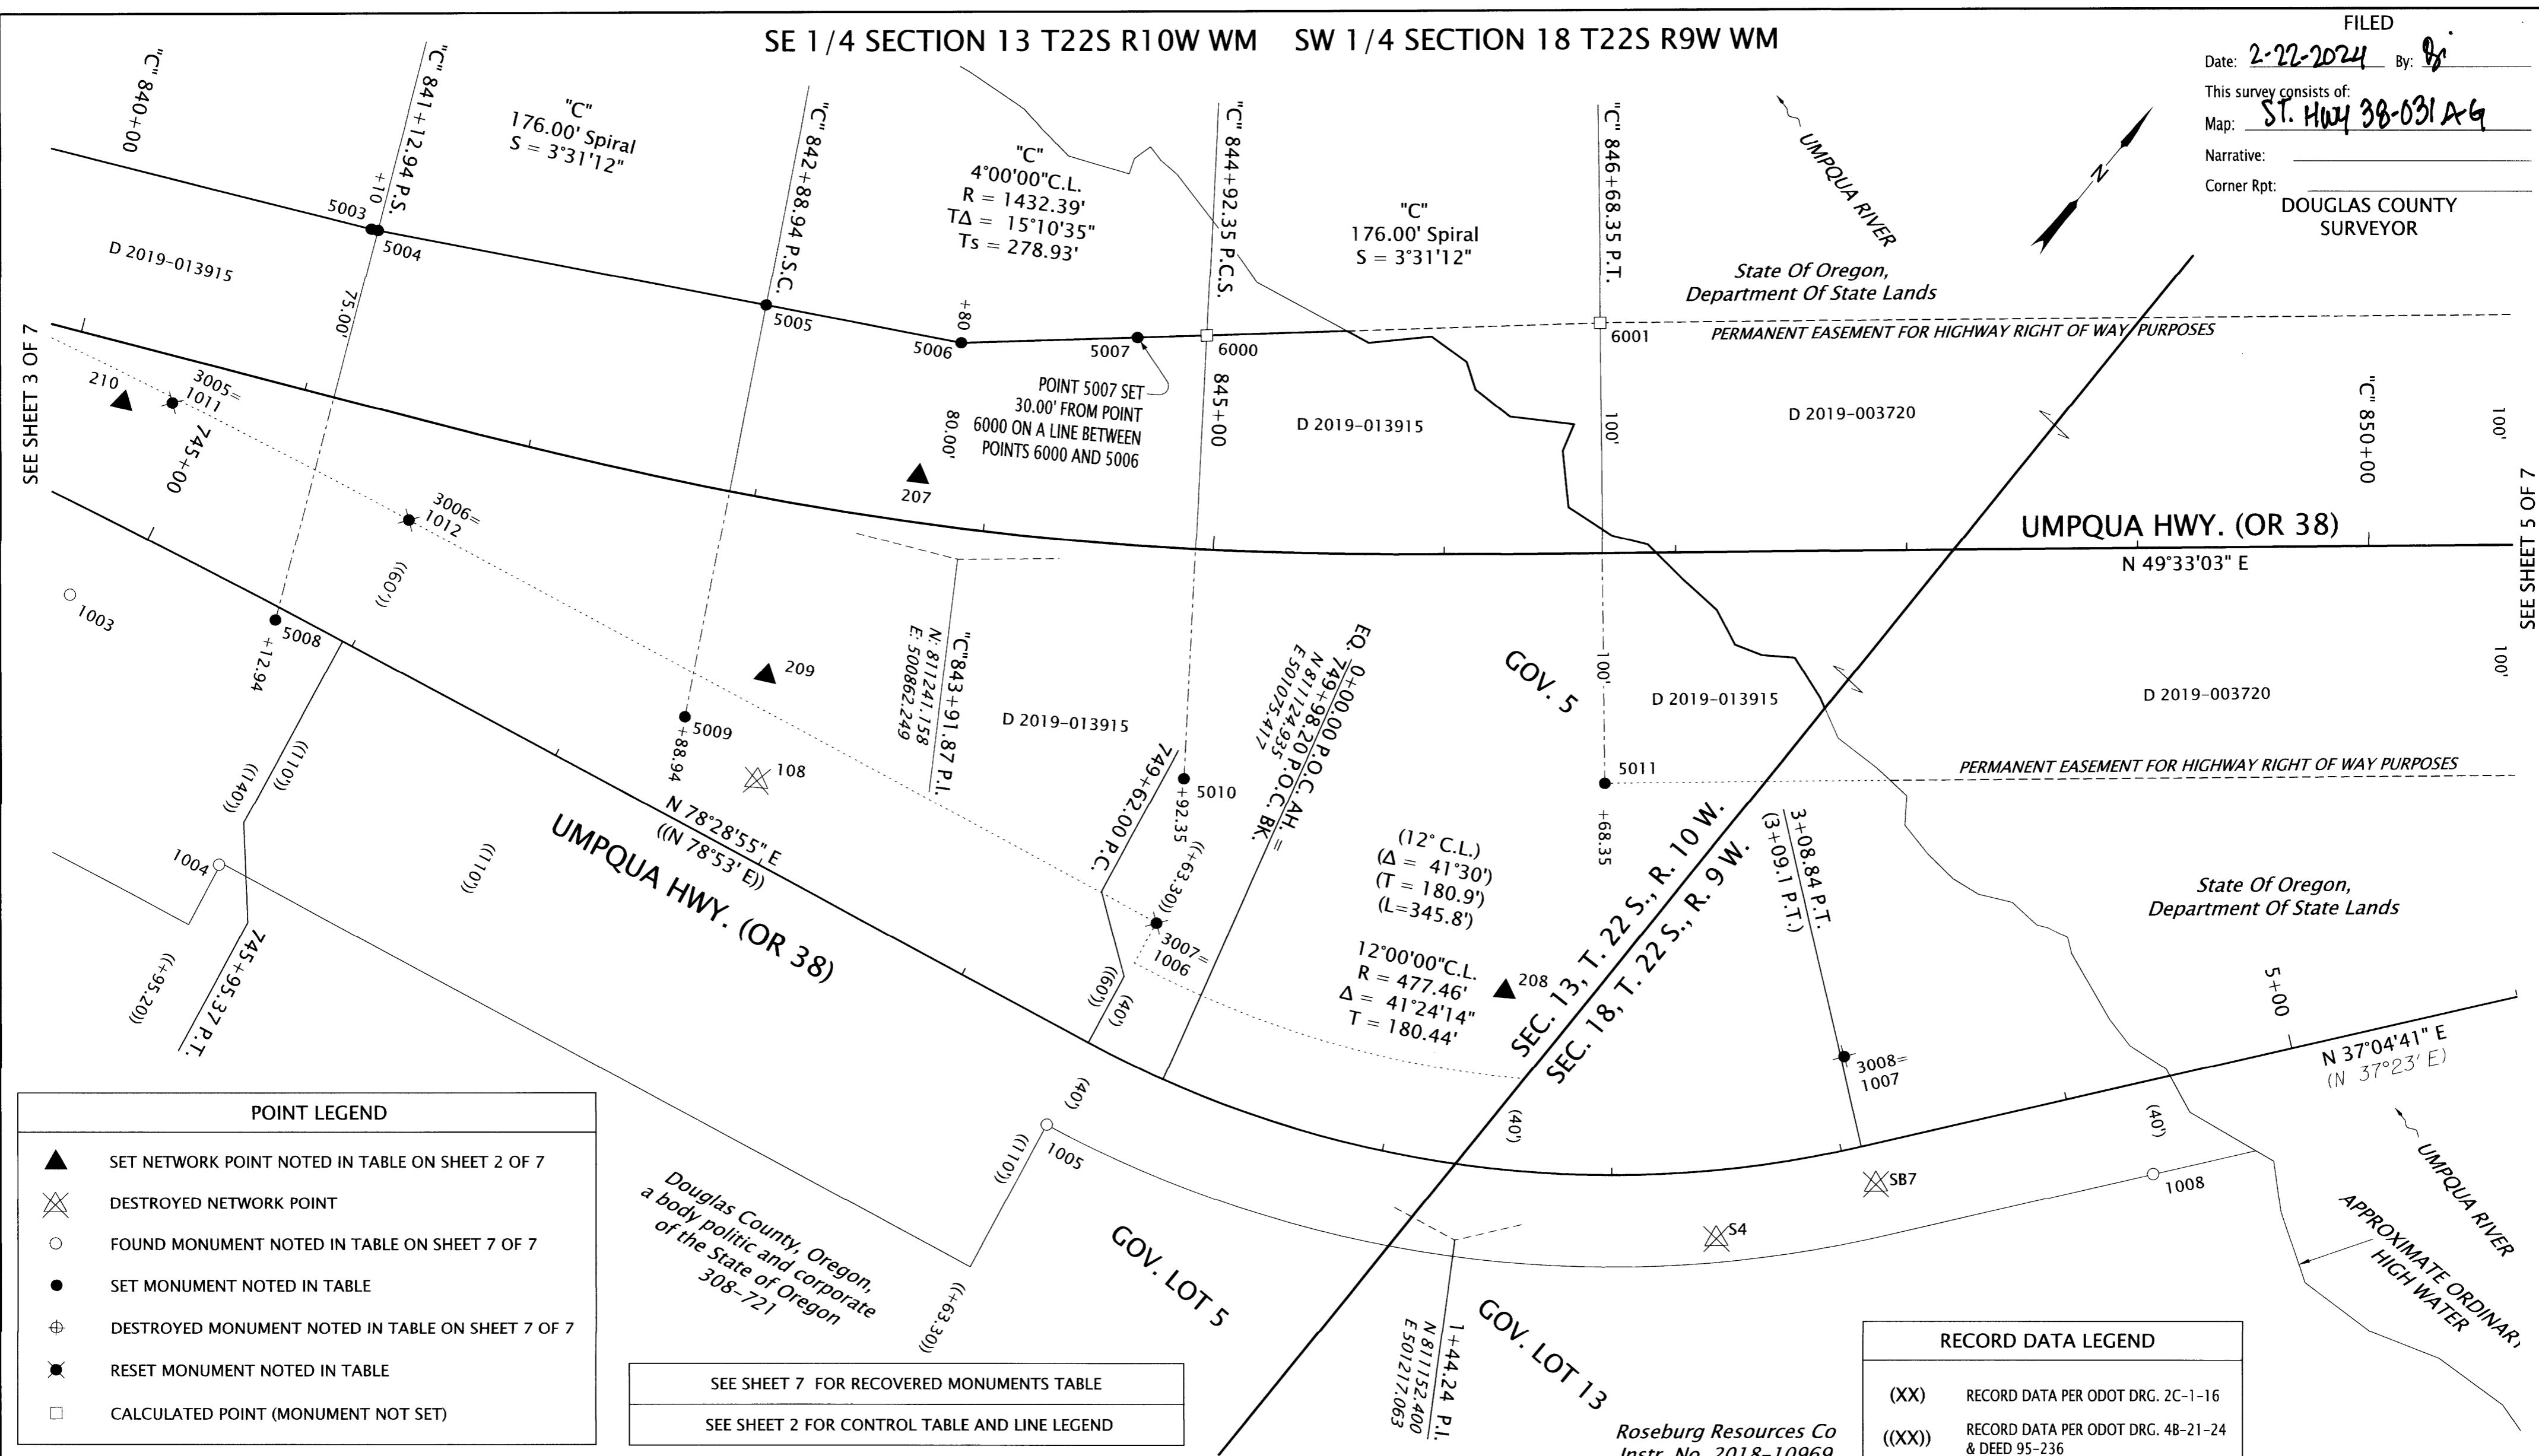 SE 1/4 SECTION 13 T22S R10W WM SW 1/4 SECTION 18 T22S R9W WM
FILED
Date: 2-22-2024 By:
This survey consists of:
Map: ST. Hwy 38-031 A-G
Narrative:
Corner Rpt:
DOUGLAS COUNTY
SURVEYOR
"C" 840+00
"C" 841+12.94 P.S.
+10
"C"
176.00' Spiral
S = 3°31'12"
"C" 842+88.94 P.S.C.
"C"
4°00'00"C.L.
R = 1432.39'
TΔ = 15°10'35"
Ts = 278.93'
"C" 844+92.35 P.C.S.
"C"
176.00' Spiral
S = 3°31'12"
"C" 846+68.35 P.T.
UMPQUA RIVER
N
State Of Oregon,
Department Of State Lands
PERMANENT EASEMENT FOR HIGHWAY RIGHT OF WAY PURPOSES
5003
5004
D 2019-013915
75.00'
5005
+80
5006
5007
6000
6001
SEE SHEET 3 OF 7
210
3005=
1011
745+00
POINT 5007 SET
30.00' FROM POINT
6000 ON A LINE BETWEEN
POINTS 6000 AND 5006
80.00'
845+00
D 2019-013915
100'
D 2019-003720
"C" 850+00
100'
SEE SHEET 5 OF 7
207
3006=
1012
((60'))
UMPQUA HWY. (OR 38)
N 49°33'03" E
1003
5008
+12.94
209
"C"843+91.87 P.I.
N: 811241.158
E: 500862.249
EQ. 0+00.00 P.O.C. AH. =
749+98.20 P.O.C. BK.
N 811124.935
E 501075.417
GOV. 5
100'
D 2019-013915
D 2019-003720
100'
5009
+88.94
108
D 2019-013915
749+62.00 P.C.
5010
+92.35
((+63.30))
5011
+68.35
PERMANENT EASEMENT FOR HIGHWAY RIGHT OF WAY PURPOSES
((110'))
((140'))
N 78°28'55" E
((N 78°53' E))
UMPQUA HWY. (OR 38)
((110'))
1004
((+95.20))
745+95.37 P.T.
3007=
1006
((60'))
(40')
(12° C.L.)
(Δ = 41°30')
(T = 180.9')
(L=345.8')
12°00'00"C.L.
R = 477.46'
Δ = 41°24'14"
T = 180.44'
208
SEC. 13, T. 22 S., R. 10 W.
SEC. 18, T. 22 S., R. 9 W.
3+08.84 P.T.
(3+09.1 P.T.)
State Of Oregon,
Department Of State Lands
5+00
3008=
1007
N 37°04'41" E
(N 37°23' E)
(40')
(40')
(40')
1005
((110'))
((+63.30))
Douglas County, Oregon,
a body politic and corporate
of the State of Oregon
308-721
GOV. LOT 5
SB7
S4
1008
UMPQUA RIVER
APPROXIMATE ORDINARY
HIGH WATER
1+44.24 P.I.
N 811152.400
E 501217.063
GOV. LOT 13
Roseburg Resources Co
Instr. No. 2018-10969
POINT LEGEND
SET NETWORK POINT NOTED IN TABLE ON SHEET 2 OF 7
DESTROYED NETWORK POINT
FOUND MONUMENT NOTED IN TABLE ON SHEET 7 OF 7
SET MONUMENT NOTED IN TABLE
DESTROYED MONUMENT NOTED IN TABLE ON SHEET 7 OF 7
RESET MONUMENT NOTED IN TABLE
CALCULATED POINT (MONUMENT NOT SET)
SEE SHEET 7 FOR RECOVERED MONUMENTS TABLE
SEE SHEET 2 FOR CONTROL TABLE AND LINE LEGEND
RECORD DATA LEGEND
(XX) RECORD DATA PER ODOT DRG. 2C-1-16
((XX)) RECORD DATA PER ODOT DRG. 4B-21-24
& DEED 95-236